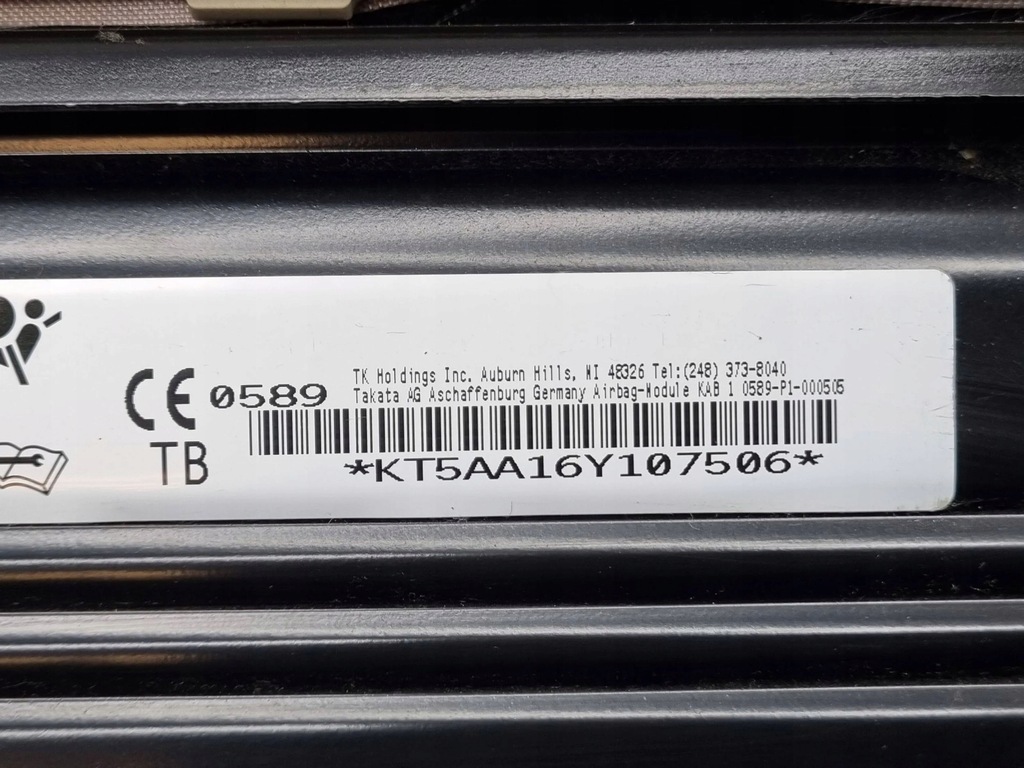 TK Holdings Inc. Auburn Hills, MI 48326 Tel:(248) 373-8040
CE 0589
Takata AG Aschaffenburg Germany Airbag-Module KAB 1 0589-P1-000505
TB
*KT5AA16Y107506*